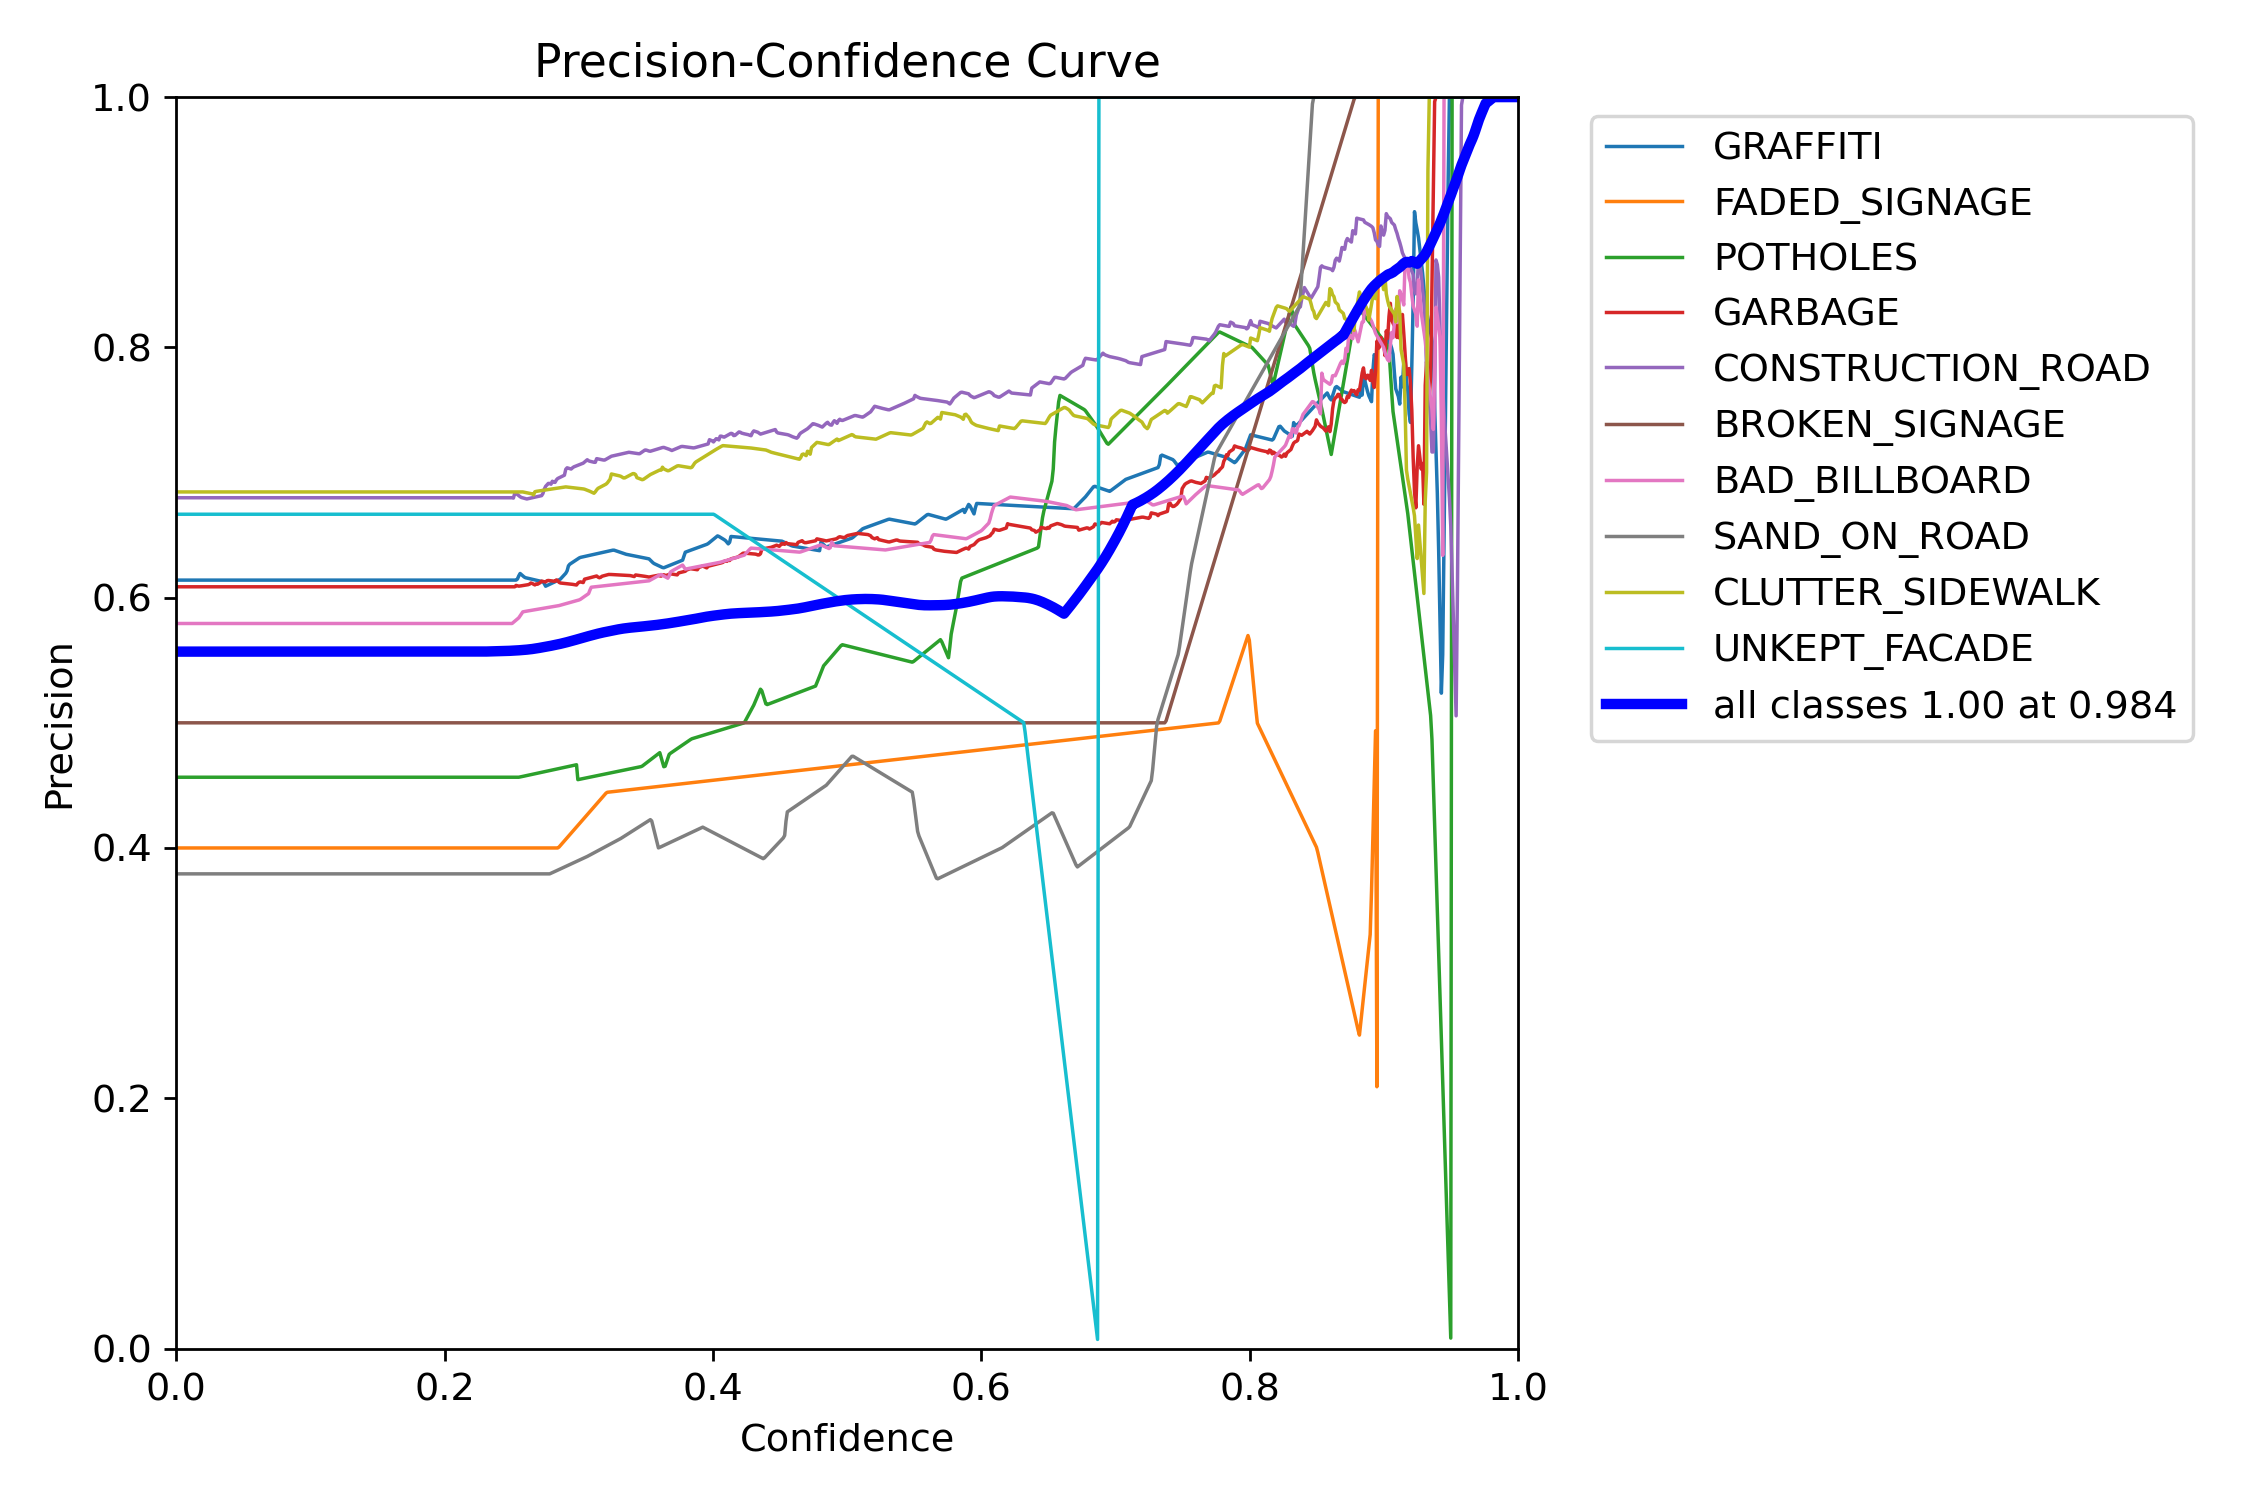 Precision-Confidence Curve
1.0
0.8
0.6
0.4
0.2
0.0
Precision
0.0 0.2 0.4 0.6 0.8 1.0
Confidence
GRAFFITI
FADED_SIGNAGE
POTHOLES
GARBAGE
CONSTRUCTION_ROAD
BROKEN_SIGNAGE
BAD_BILLBOARD
SAND_ON_ROAD
CLUTTER_SIDEWALK
UNKEPT_FACADE
all classes 1.00 at 0.984